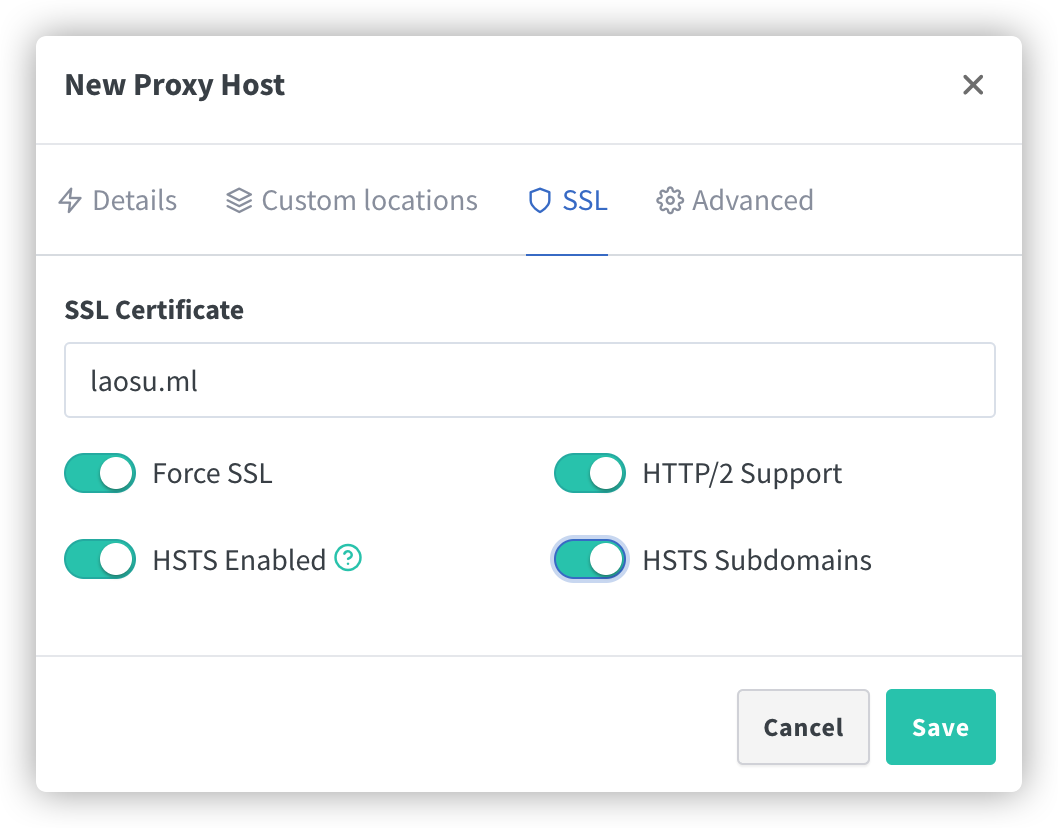 New Proxy Host
Details Custom locations SSL Advanced
SSL Certificate
laosu.ml
Force SSL HTTP/2 Support
HSTS Enabled HSTS Subdomains
Cancel Save